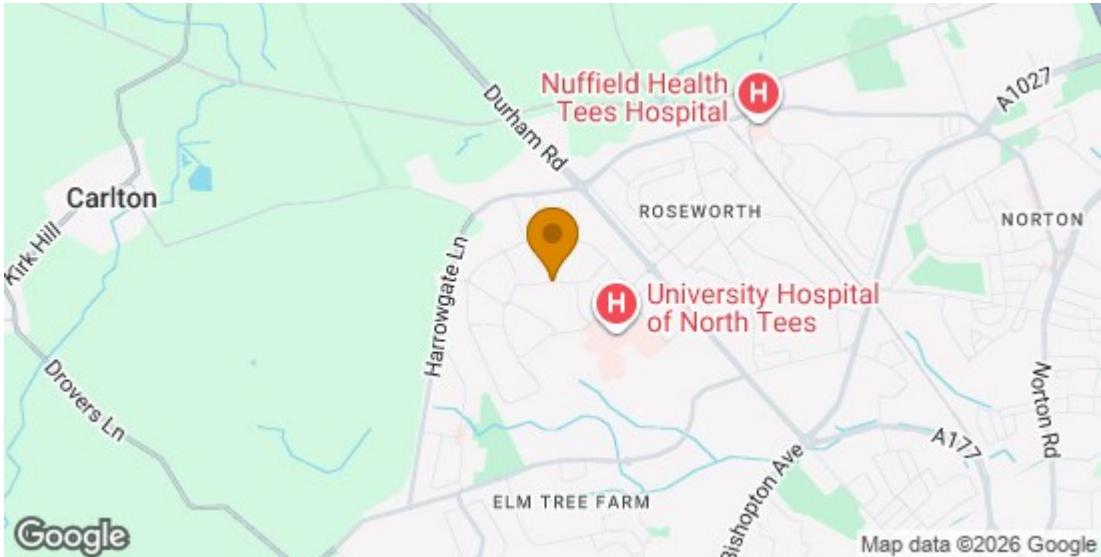 Nuffield Health
Tees Hospital
H
A1027
Durham Rd
Carlton
ROSEWORTH
NORTON
Kirk Hill
Harrowgate Ln
H
University Hospital
of North Tees
Drovers Ln
Norton Rd
A177
Bishopton Ave
ELM TREE FARM
Google
Map data ©2026 Google